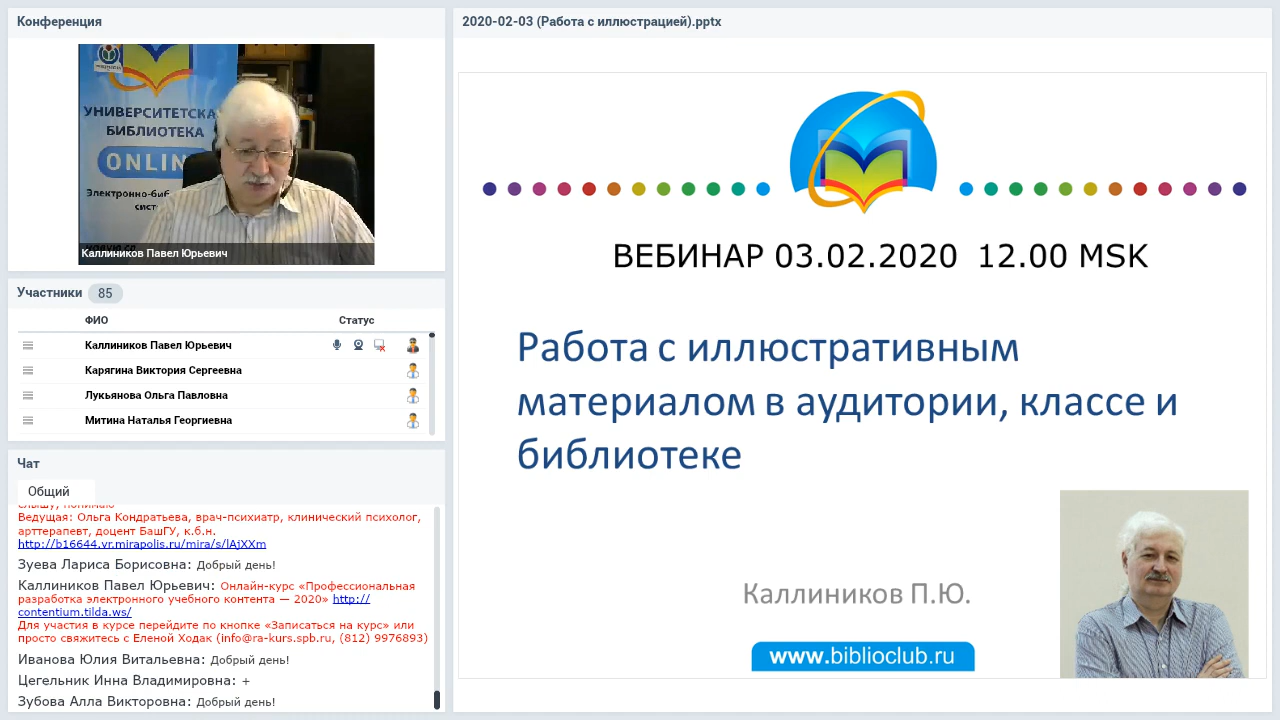 Конференция
УНИВЕРСИТЕТСКА
БИБЛИОТЕКА
ONLIN
Электронно-биб
сист
Каллиников Павел Юрьевич
Участники 85
ФИО Статус
Каллиников Павел Юрьевич
Карягина Виктория Сергеевна
Лукьянова Ольга Павловна
Митина Наталья Георгиевна
Чат
Общий
слышу, понимаю
Ведущая: Ольга Кондратьева, врач-психиатр, клинический психолог,
арттерапевт, доцент БашГУ, к.б.н.
http://b16644.vr.mirapolis.ru/mira/s/lAjXXm
Зуева Лариса Борисовна: Добрый день!
Каллиников Павел Юрьевич: Онлайн-курс «Профессиональная
разработка электронного учебного контента — 2020» http://
contentium.tilda.ws/
Для участия в курсе перейдите по кнопке «Записаться на курс» или
просто свяжитесь с Еленой Ходак (info@ra-kurs.spb.ru, (812) 9976893)
Иванова Юлия Витальевна: Добрый день!
Цегельник Инна Владимировна: +
Зубова Алла Викторовна: Добрый день!
2020-02-03 (Работа с иллюстрацией).pptx
ВЕБИНАР 03.02.2020 12.00 MSK
Работа с иллюстративным
материалом в аудитории, классе и
библиотеке
Каллиников П.Ю.
www.biblioclub.ru